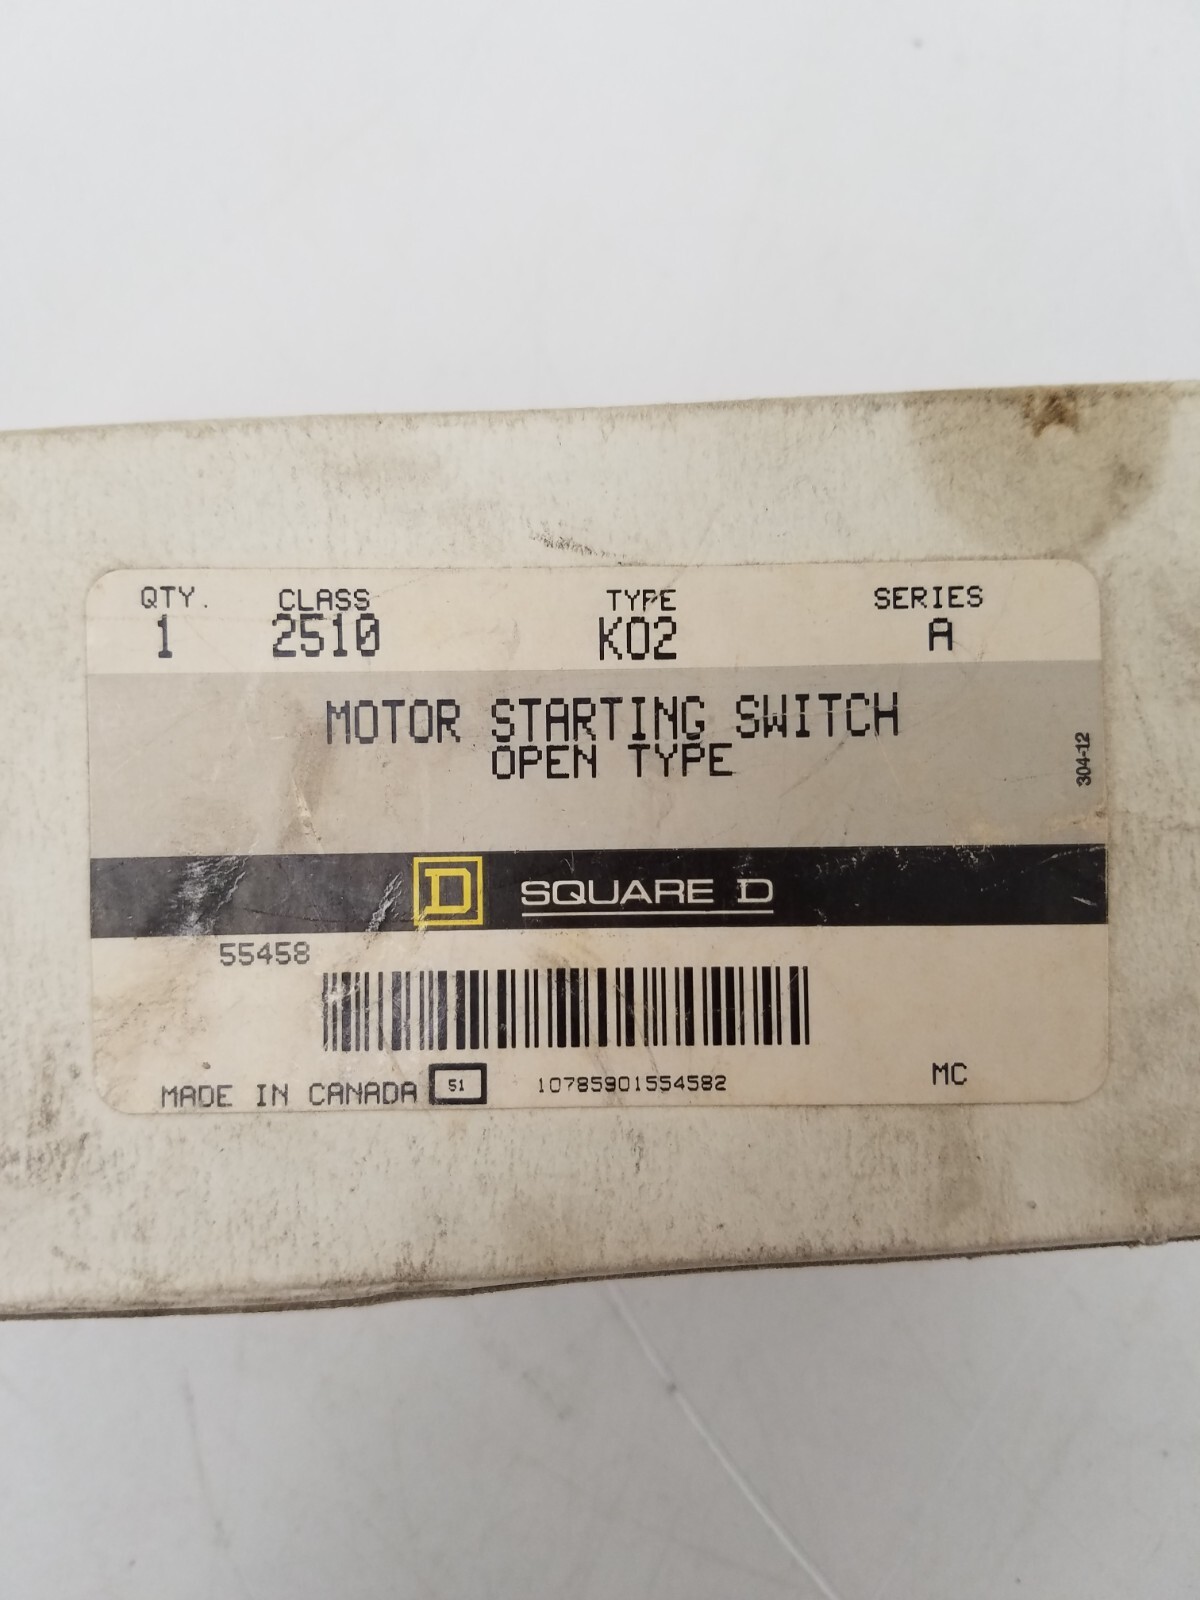 QTY. CLASS TYPE SERIES
1 2510 KO2 A
MOTOR STARTING SWITCH
OPEN TYPE
304-12
D SQUARE D
55458
MADE IN CANADA 51 10785901554582 MC